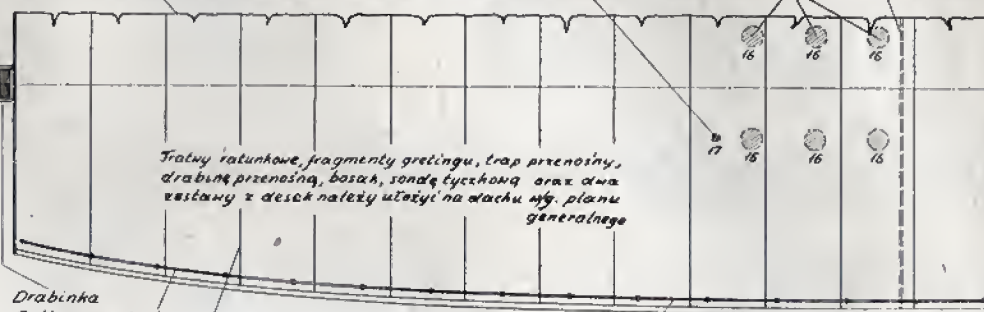 16 16 16
17 16 16 16
Tratwy ratunkowe, fragmenty gretingu, trap przenośny,
drabinę przenośną, bosak, sondę tyczkową oraz dwa
zestawy z desek należy ułożyć na dachu wg. planu
generalnego
Drabinka